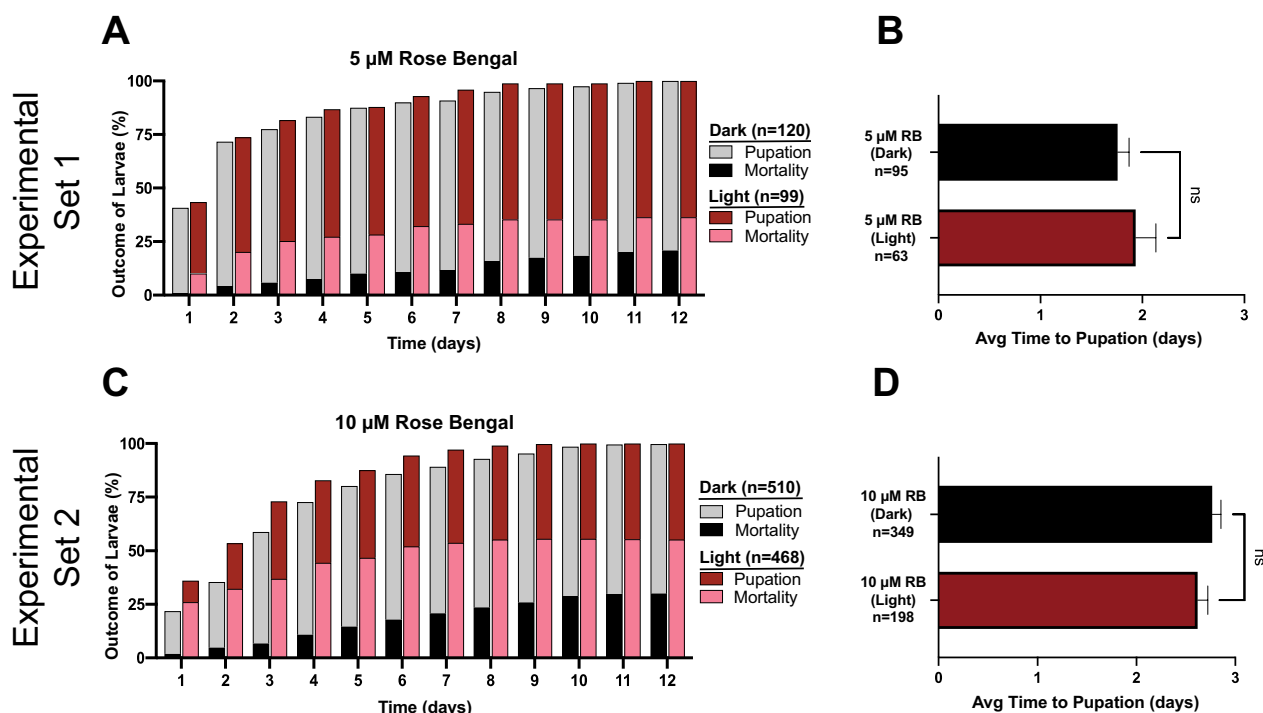 A
B
Experimental
Set 1
5 µM Rose Bengal
Outcome of Larvae (%)
100
75
50
25
0
1 2 3 4 5 6 7 8 9 10 11 12
Time (days)
Dark (n=120)
Pupation
Mortality
Light (n=99)
Pupation
Mortality
5 µM RB
(Dark)
n=95
5 µM RB
(Light)
n=63
ns
0 1 2 3
Avg Time to Pupation (days)
C
D
Experimental
Set 2
10 µM Rose Bengal
Outcome of Larvae (%)
100
75
50
25
0
1 2 3 4 5 6 7 8 9 10 11 12
Time (days)
Dark (n=510)
Pupation
Mortality
Light (n=468)
Pupation
Mortality
10 µM RB
(Dark)
n=349
10 µM RB
(Light)
n=198
ns
0 1 2 3
Avg Time to Pupation (days)